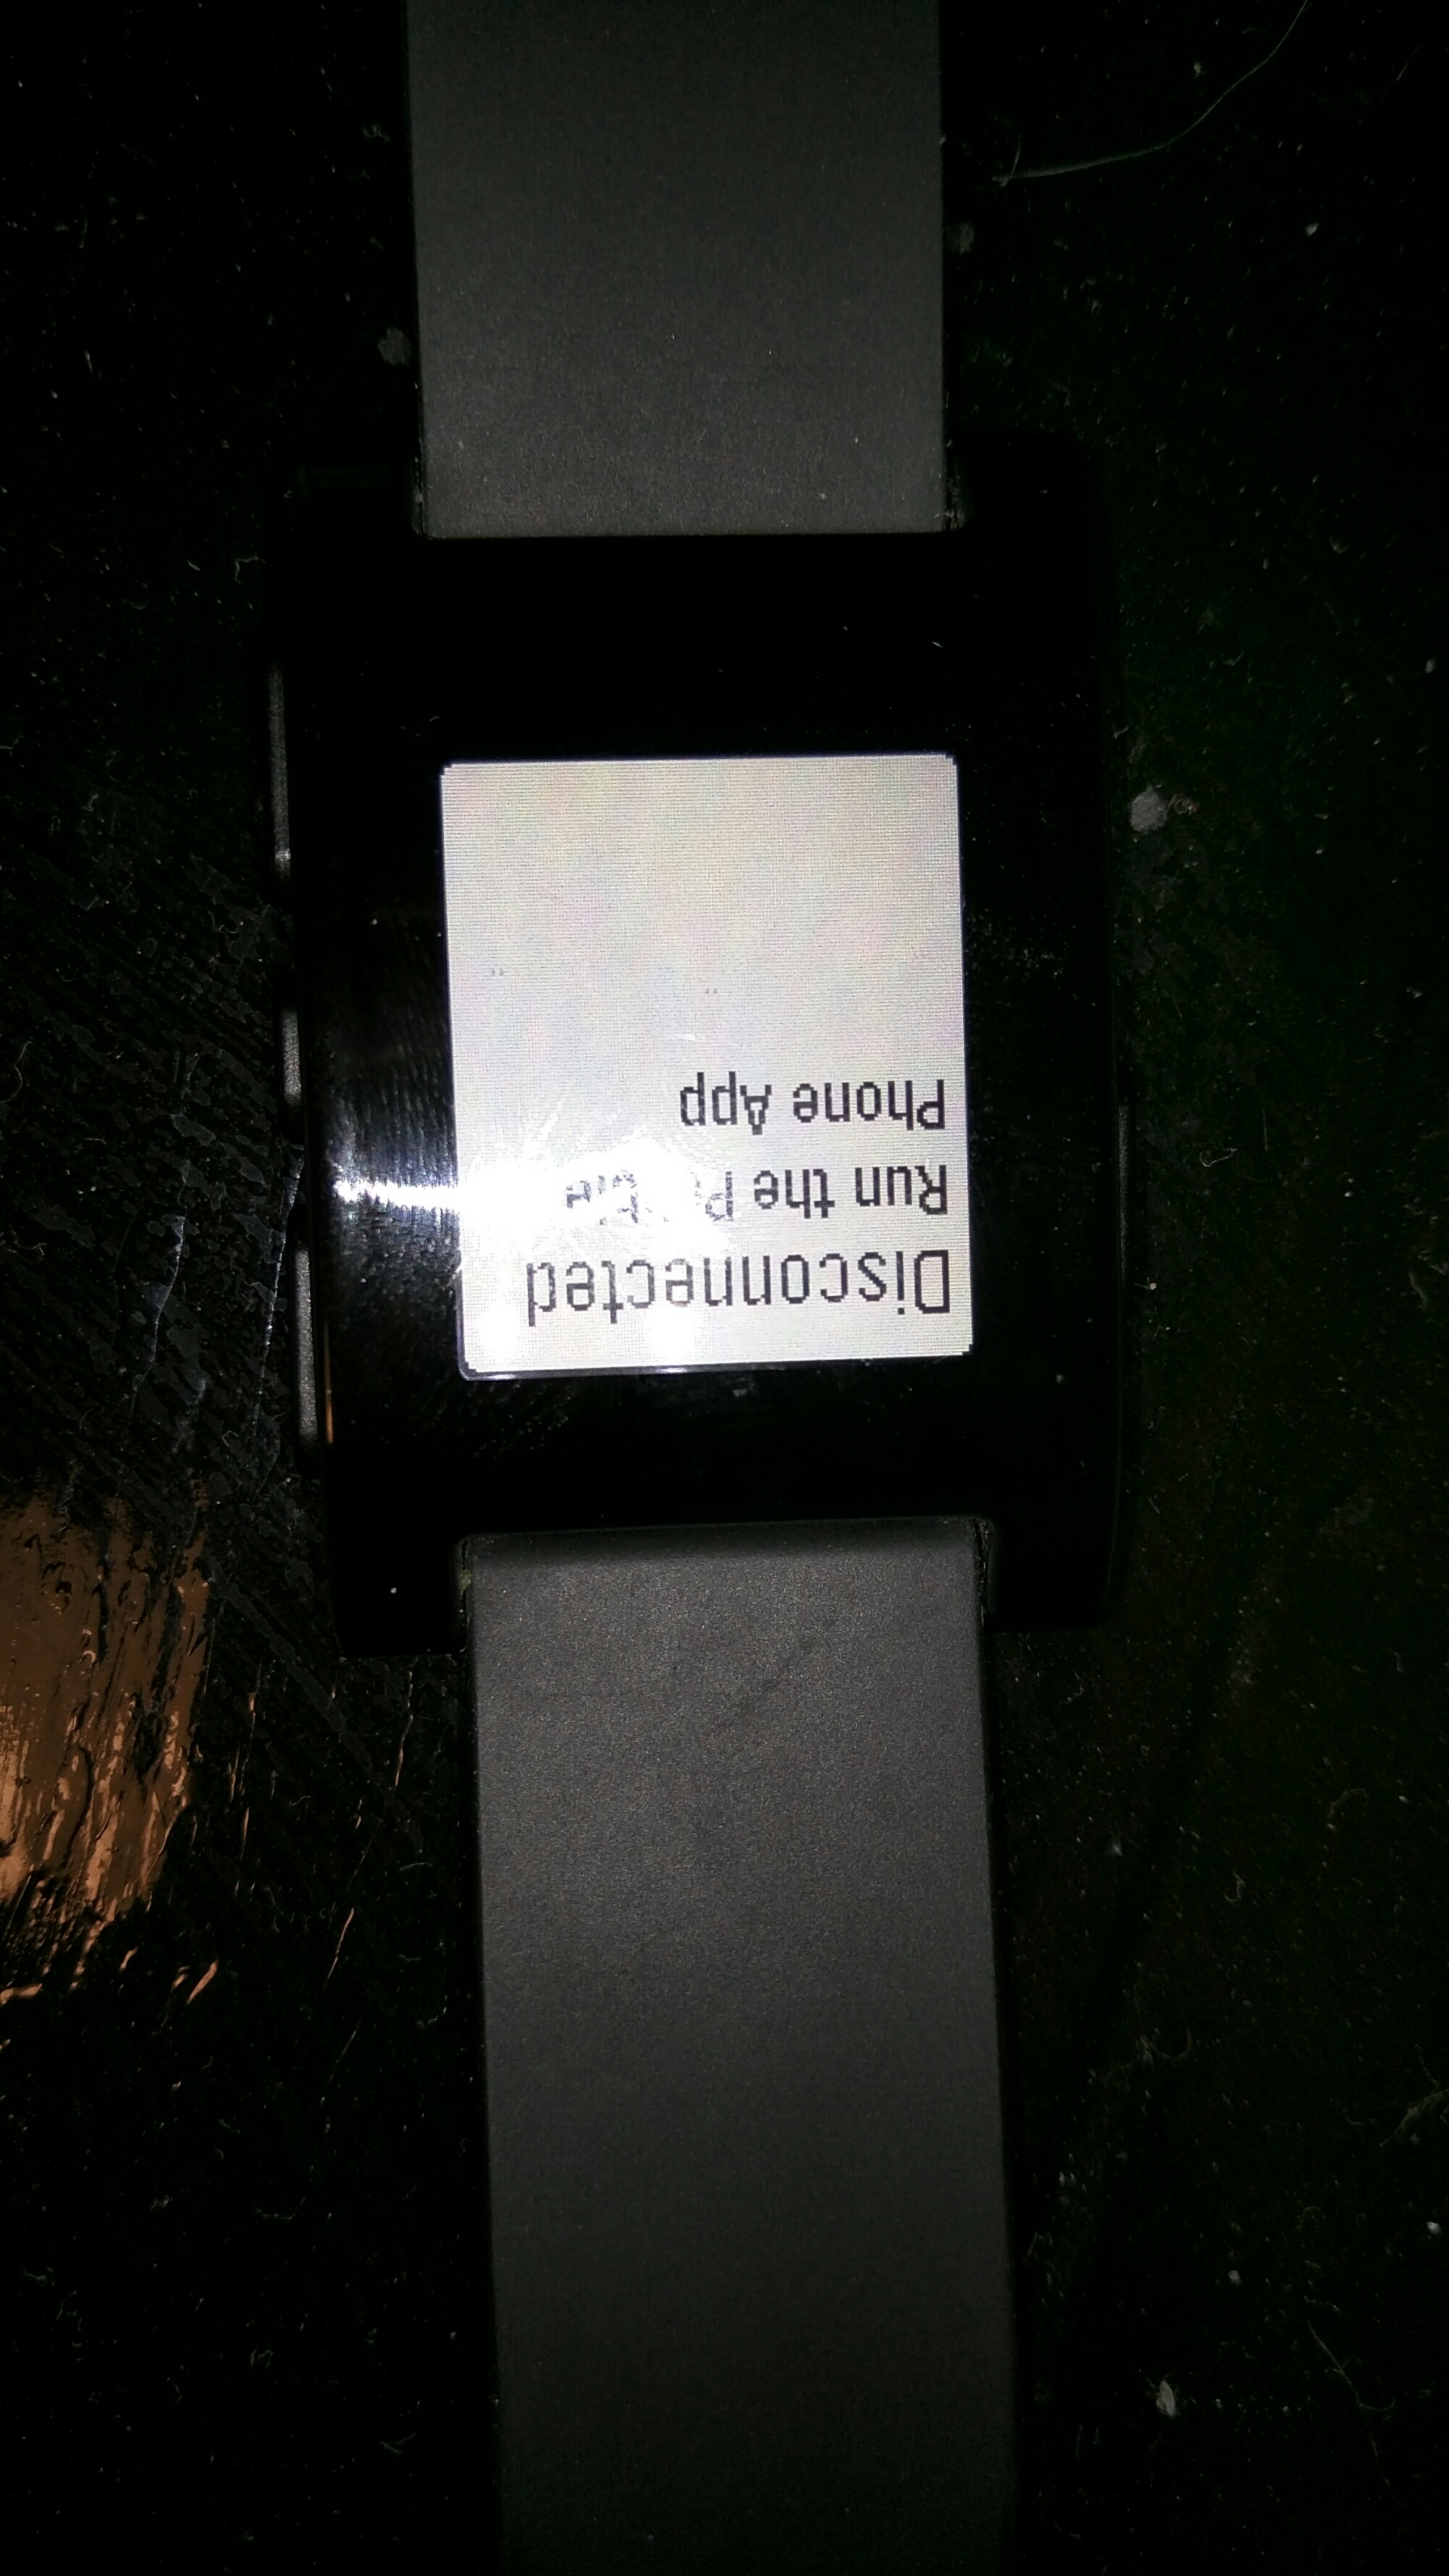 Disconnected
Run the
Phone App